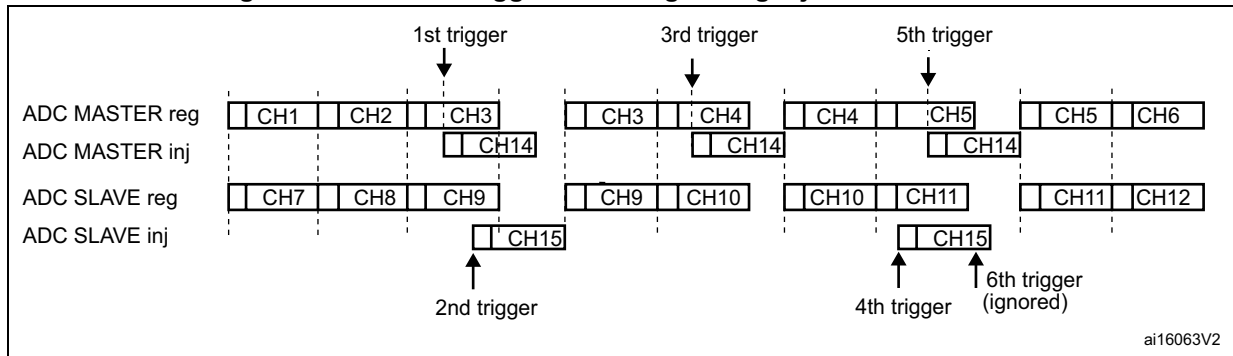 1st trigger 3rd trigger 5th trigger
ADC MASTER reg CH1 CH2 CH3 CH3 CH4 CH4 CH5 CH5 CH6
ADC MASTER inj CH14 CH14 CH14
ADC SLAVE reg CH7 CH8 CH9 CH9 CH10 CH10 CH11 CH11 CH12
ADC SLAVE inj CH15 CH15
2nd trigger 4th trigger 6th trigger
(ignored)
ai16063V2